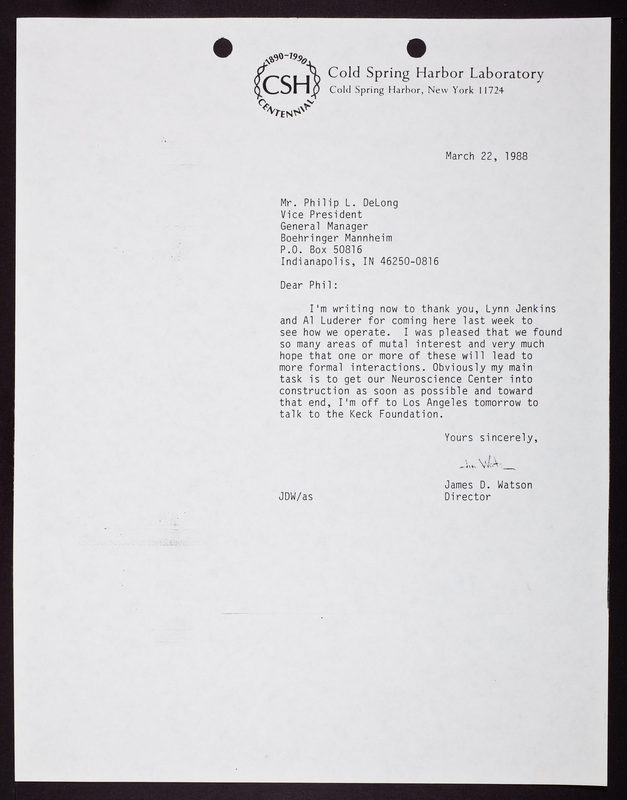 1890-1990
CSH
CENTENNIAL
Cold Spring Harbor Laboratory
Cold Spring Harbor, New York 11724
March 22, 1988
Mr. Philip L. DeLong
Vice President
General Manager
Boehringer Mannheim
P.O. Box 50816
Indianapolis, IN 46250-0816
Dear Phil:
I'm writing now to thank you, Lynn Jenkins
and Al Luderer for coming here last week to
see how we operate. I was pleased that we found
so many areas of mutal interest and very much
hope that one or more of these will lead to
more formal interactions. Obviously my main
task is to get our Neuroscience Center into
construction as soon as possible and toward
that end, I'm off to Los Angeles tomorrow to
talk to the Keck Foundation.
Yours sincerely,
James D. Watson
JDW/as Director